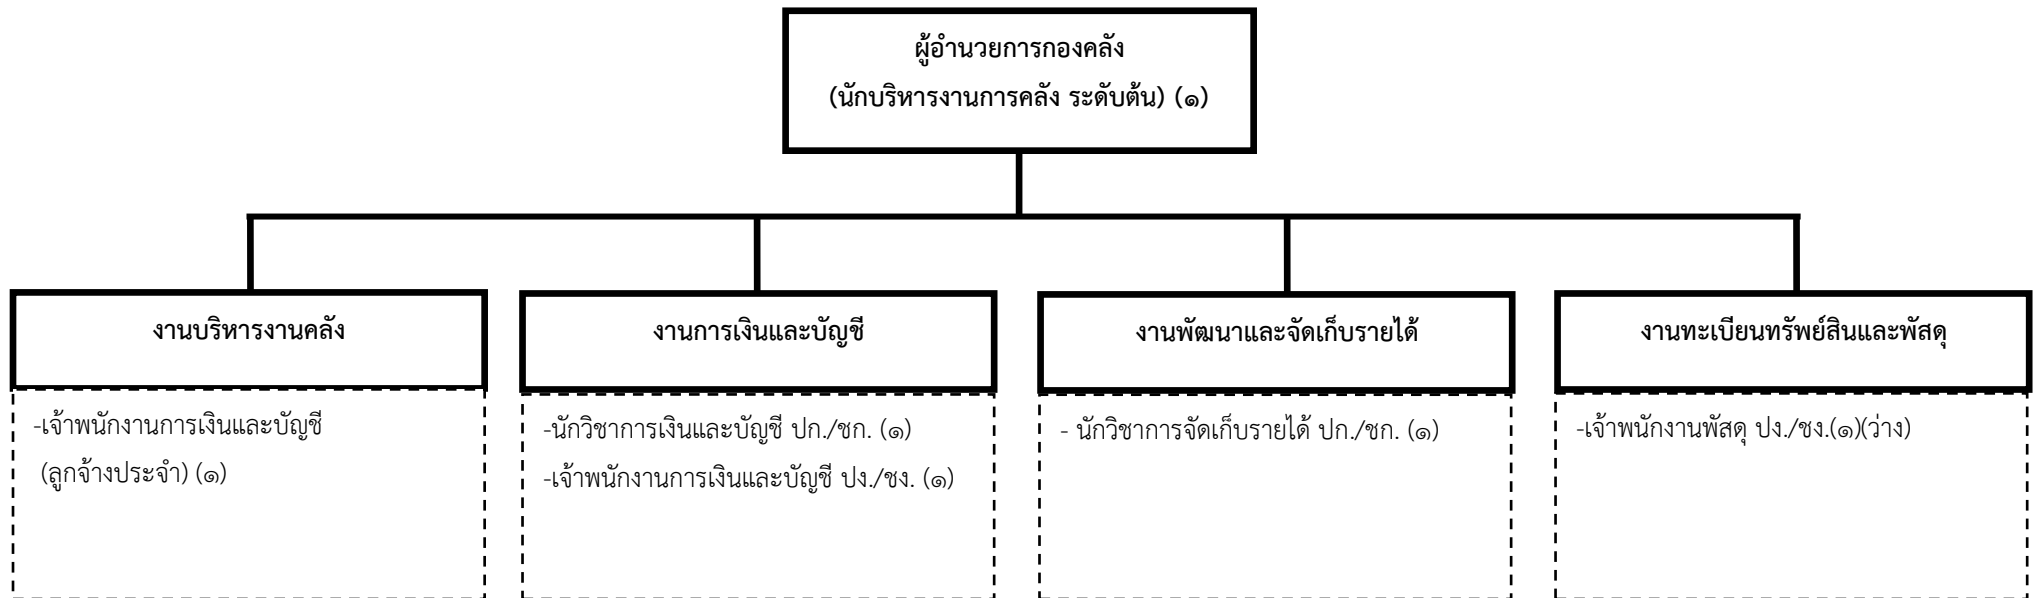 ผู้อำนวยการกองคลัง
(นักบริหารงานการคลัง ระดับต้น) (๑)
งานบริหารงานคลัง
-เจ้าพนักงานการเงินและบัญชี
(ลูกจ้างประจำ) (๑)
งานการเงินและบัญชี
-นักวิชาการเงินและบัญชี ปก./ชก. (๑)
-เจ้าพนักงานการเงินและบัญชี ปง./ชง. (๑)
งานพัฒนาและจัดเก็บรายได้
- นักวิชาการจัดเก็บรายได้ ปก./ชก. (๑)
งานทะเบียนทรัพย์สินและพัสดุ
-เจ้าพนักงานพัสดุ ปง./ชง.(๑)(ว่าง)